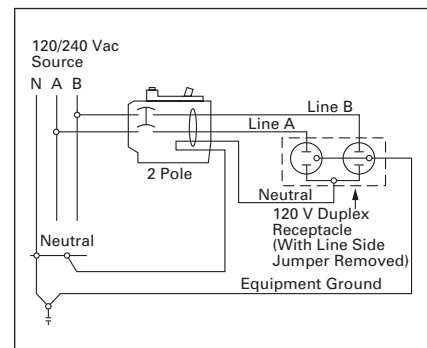 120/240 Vac
Source
N A B
Line B
Line A
2 Pole
Neutral
120 V Duplex
Receptacle
(With Line Side
Jumper Removed)
Neutral
Equipment Ground